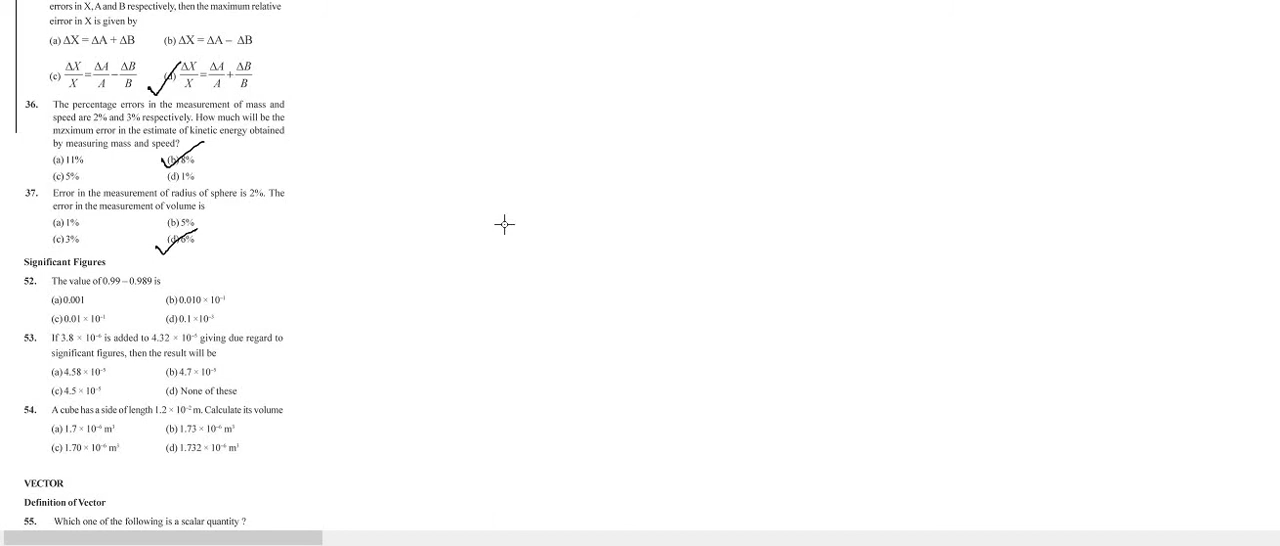 errors in X, A and B respectively, then the maximum relative
eirror in X is given by
(a) ΔX = ΔA + ΔB (b) ΔX = ΔA – ΔB
(c) ΔX/X = ΔA/A – ΔB/B (d) ΔX/X = ΔA/A + ΔB/B
36. The percentage errors in the measurement of mass and
speed are 2% and 3% respectively. How much will be the
mzximum error in the estimate of kinetic energy obtained
by measuring mass and speed?
(a) 11% (b) 8%
(c) 5% (d) 1%
37. Error in the measurement of radius of sphere is 2%. The
error in the measurement of volume is
(a) 1% (b) 5%
(c) 3% (d) 6%
Significant Figures
52. The value of 0.99 – 0.989 is
(a) 0.001 (b) 0.010 × 10⁻¹
(c) 0.01 × 10⁻¹ (d) 0.1 × 10⁻³
53. If 3.8 × 10⁻⁶ is added to 4.32 × 10⁻⁵ giving due regard to
significant figures, then the result will be
(a) 4.58 × 10⁻⁵ (b) 4.7 × 10⁻⁵
(c) 4.5 × 10⁻⁵ (d) None of these
54. A cube has a side of length 1.2 × 10⁻² m. Calculate its volume
(a) 1.7 × 10⁻⁶ m³ (b) 1.73 × 10⁻⁶ m³
(c) 1.70 × 10⁻⁶ m³ (d) 1.732 × 10⁻⁶ m³
VECTOR
Definition of Vector
55. Which one of the following is a scalar quantity ?